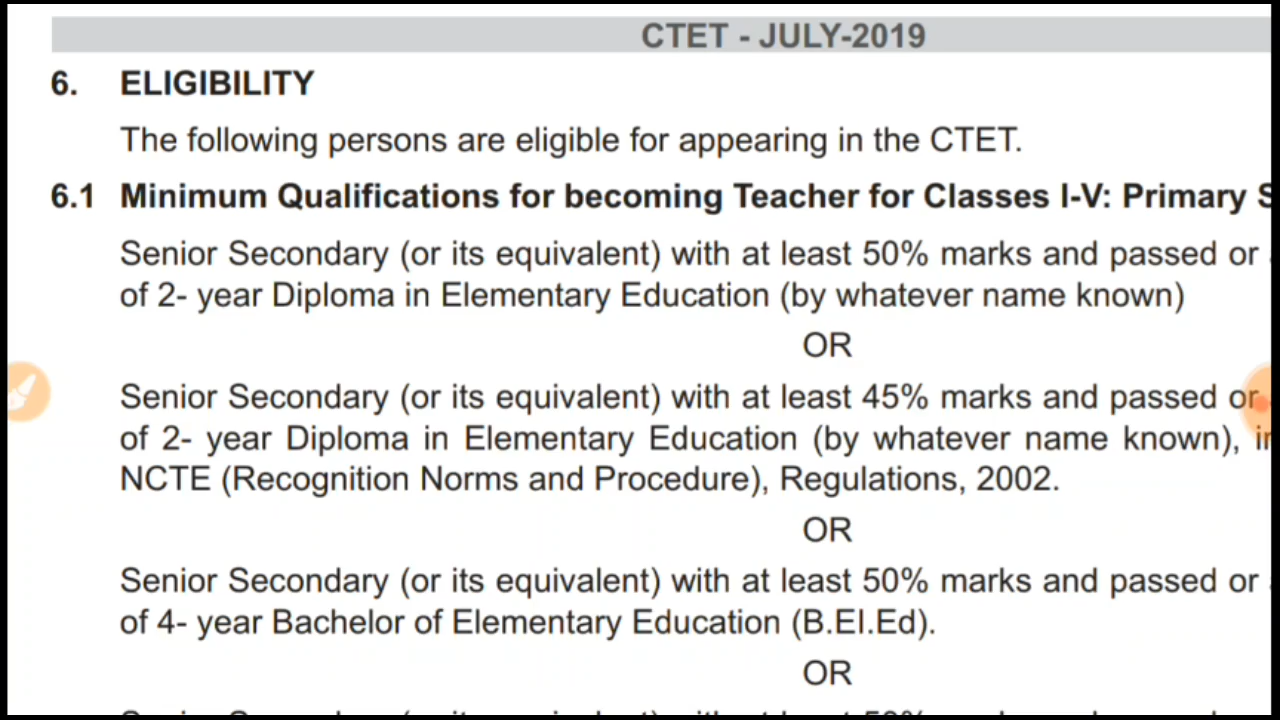 CTET - JULY-2019
6. ELIGIBILITY
The following persons are eligible for appearing in the CTET.
6.1 Minimum Qualifications for becoming Teacher for Classes I-V: Primary
Senior Secondary (or its equivalent) with at least 50% marks and passed or
of 2- year Diploma in Elementary Education (by whatever name known)
OR
Senior Secondary (or its equivalent) with at least 45% marks and passed or
of 2- year Diploma in Elementary Education (by whatever name known),
NCTE (Recognition Norms and Procedure), Regulations, 2002.
OR
Senior Secondary (or its equivalent) with at least 50% marks and passed or
of 4- year Bachelor of Elementary Education (B.El.Ed).
OR